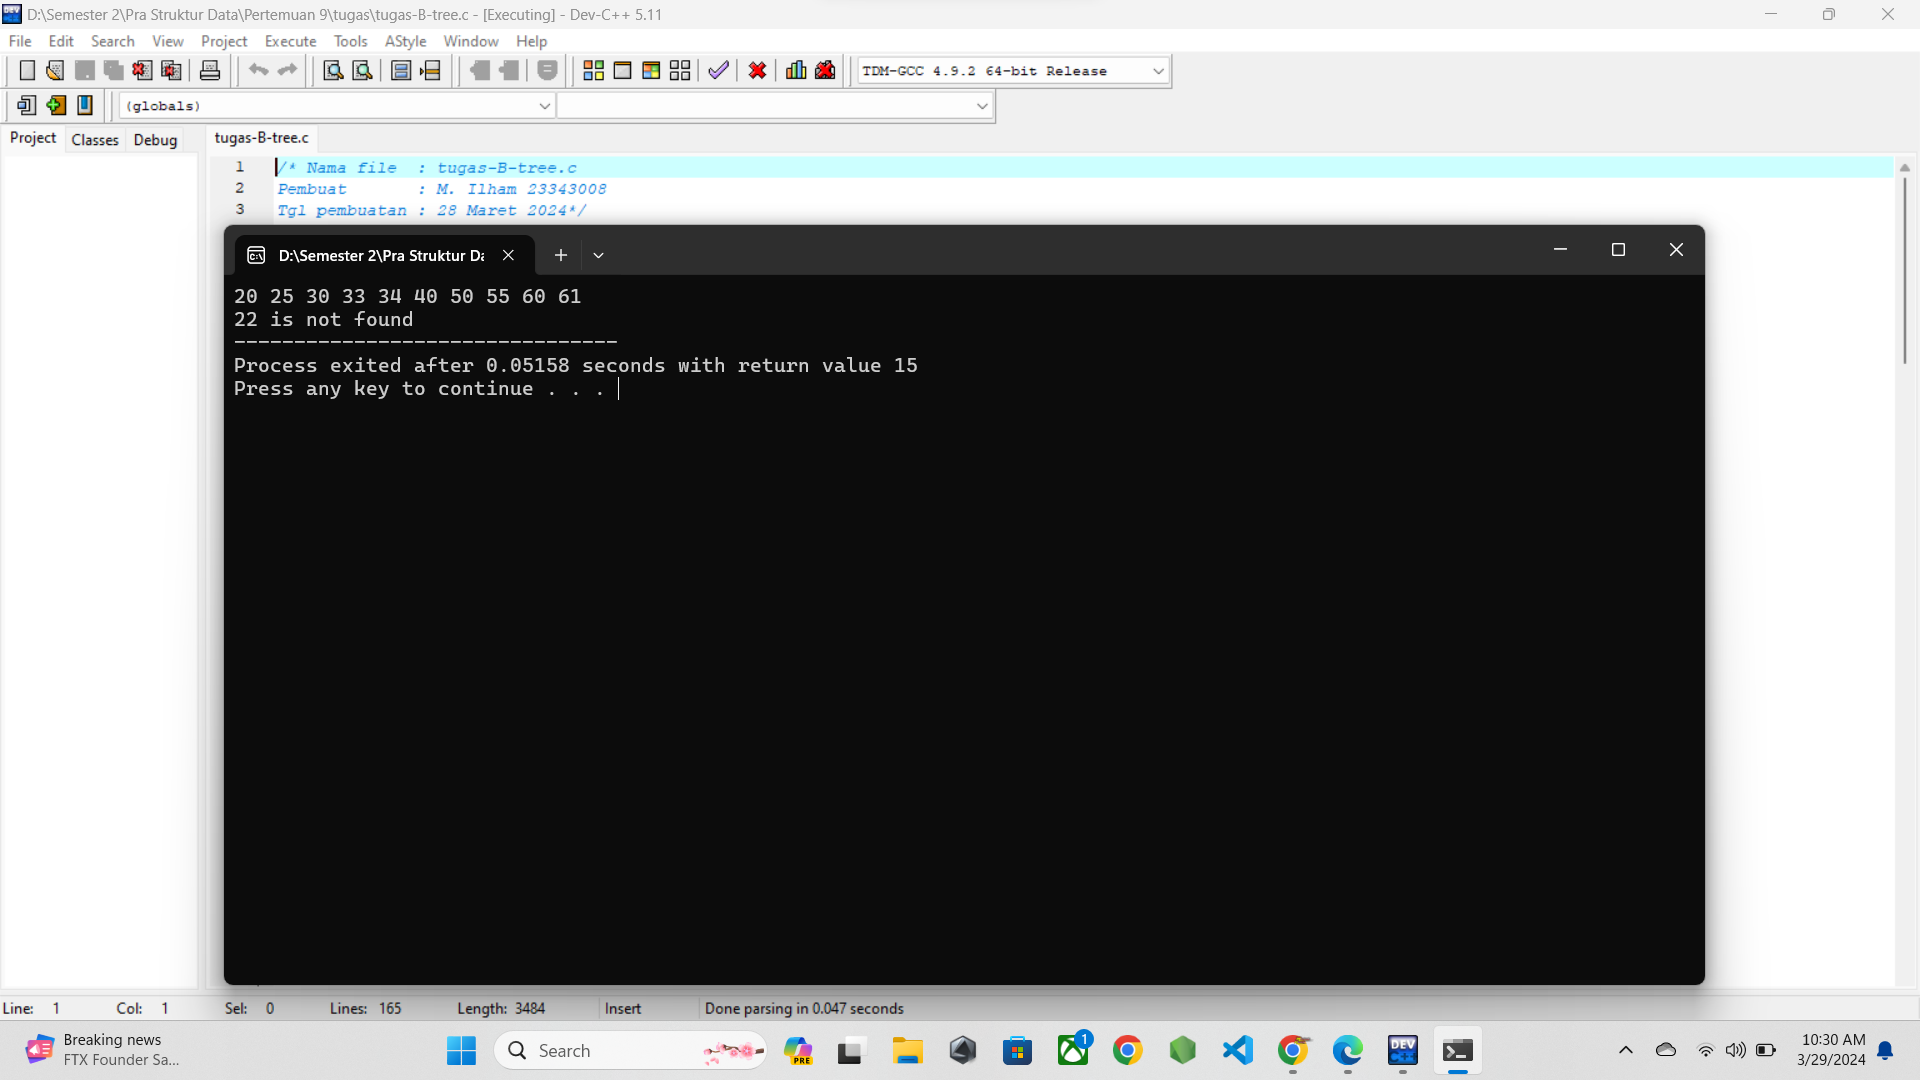 D:\Semester 2\Pra Struktur Data\Pertemuan 9\tugas\tugas-B-tree.c - [Executing] - Dev-C++ 5.11
File Edit Search View Project Execute Tools AStyle Window Help
TDM-GCC 4.9.2 64-bit Release
(globals)
Project Classes Debug
tugas-B-tree.c
1 /* Nama file : tugas-B-tree.c
2 Pembuat : M. Ilham 23343008
3 Tgl pembuatan : 28 Maret 2024*/
D:\Semester 2\Pra Struktur Da
20 25 30 33 34 40 50 55 60 61
22 is not found
--------------------------------
Process exited after 0.05158 seconds with return value 15
Press any key to continue . . .
Line: 1 Col: 1 Sel: 0 Lines: 165 Length: 3484 Insert Done parsing in 0.047 seconds
Breaking news
FTX Founder Sa...
Search
PRE
1
DEV
C++
10:30 AM
3/29/2024